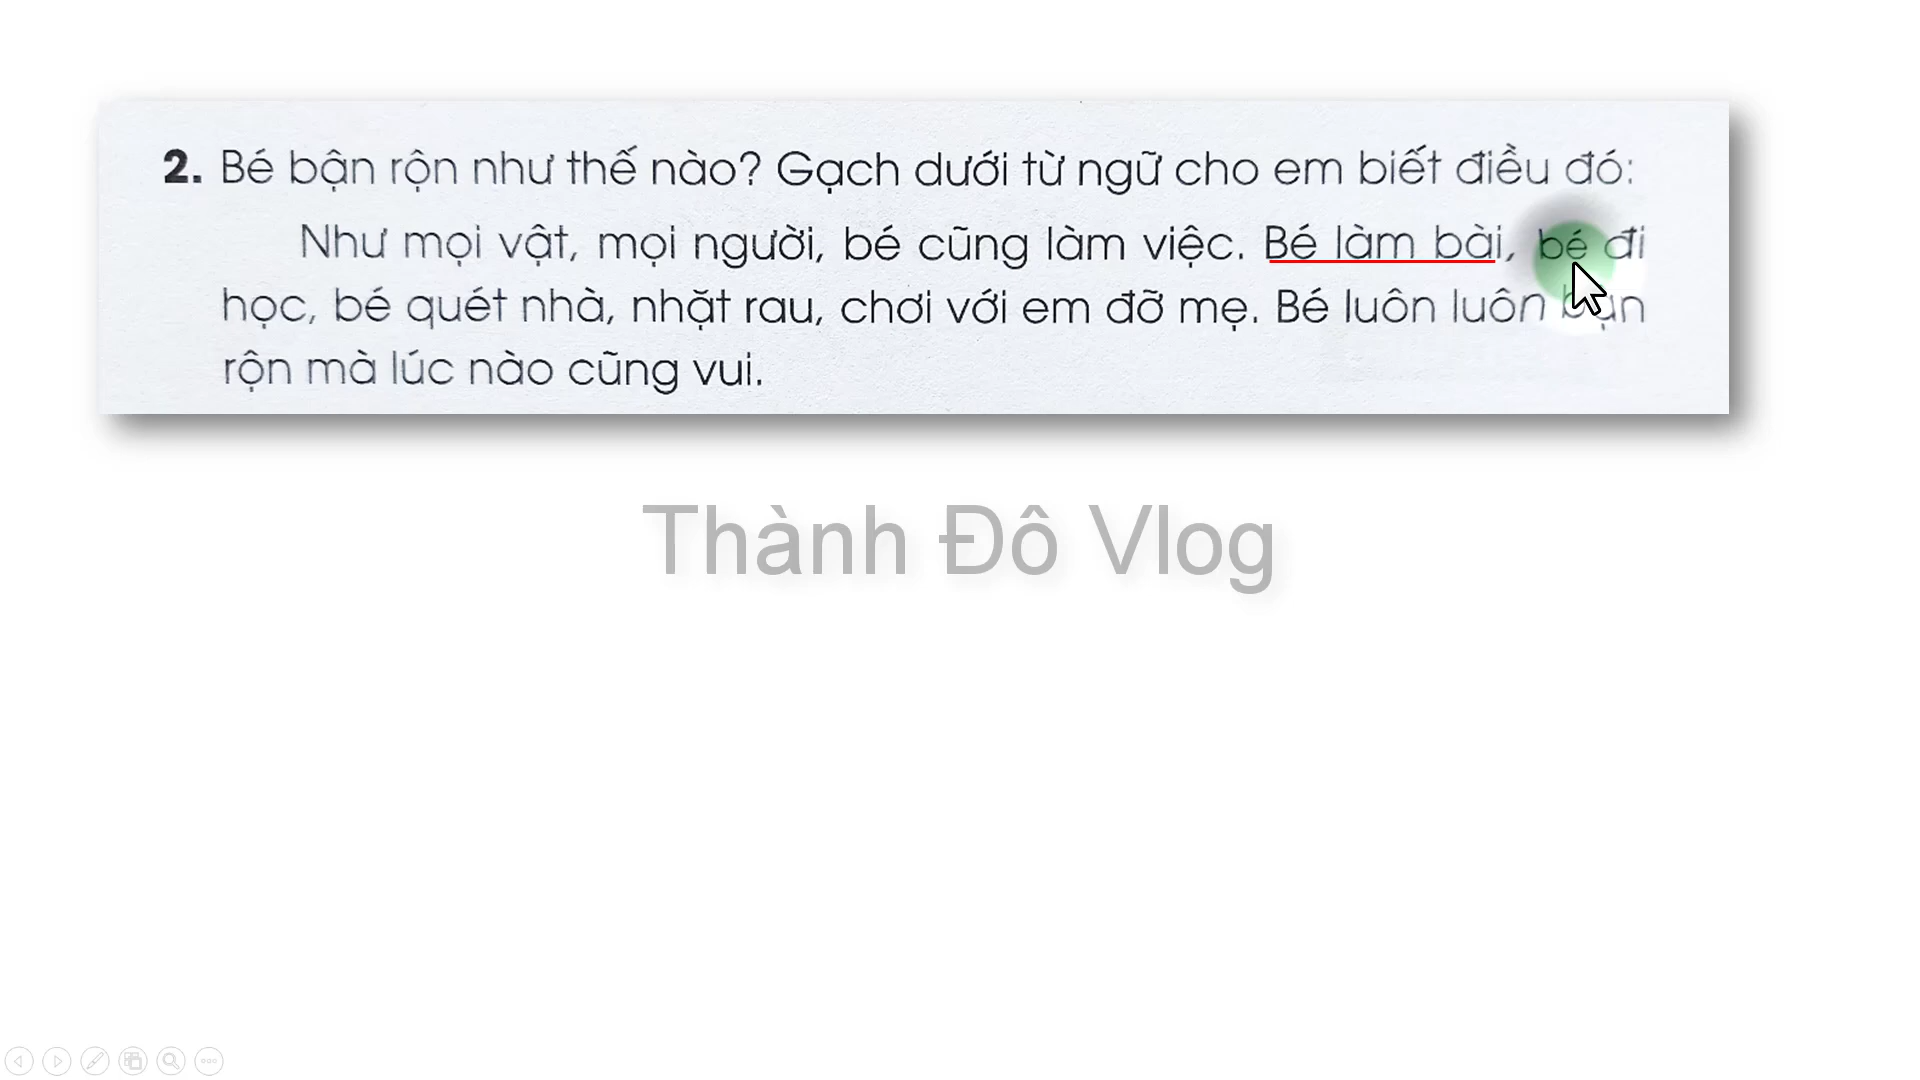 2. Bé bận rộn như thế nào? Gạch dưới từ ngữ cho em biết điều đó:
Như mọi vật, mọi người, bé cũng làm việc. Bé làm bài, bé đi
học, bé quét nhà, nhặt rau, chơi với em đỡ mẹ. Bé luôn luôn bận
rộn mà lúc nào cũng vui.
Thành Đô Vlog